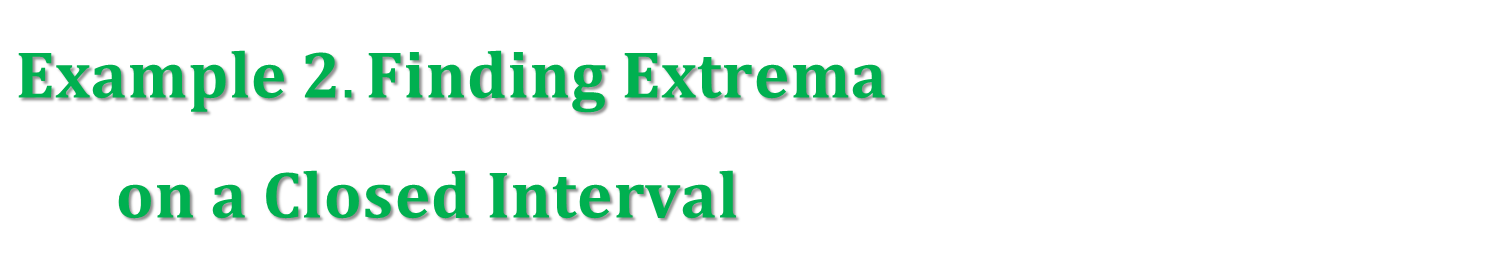 Example 2. Finding Extrema
on a Closed Interval